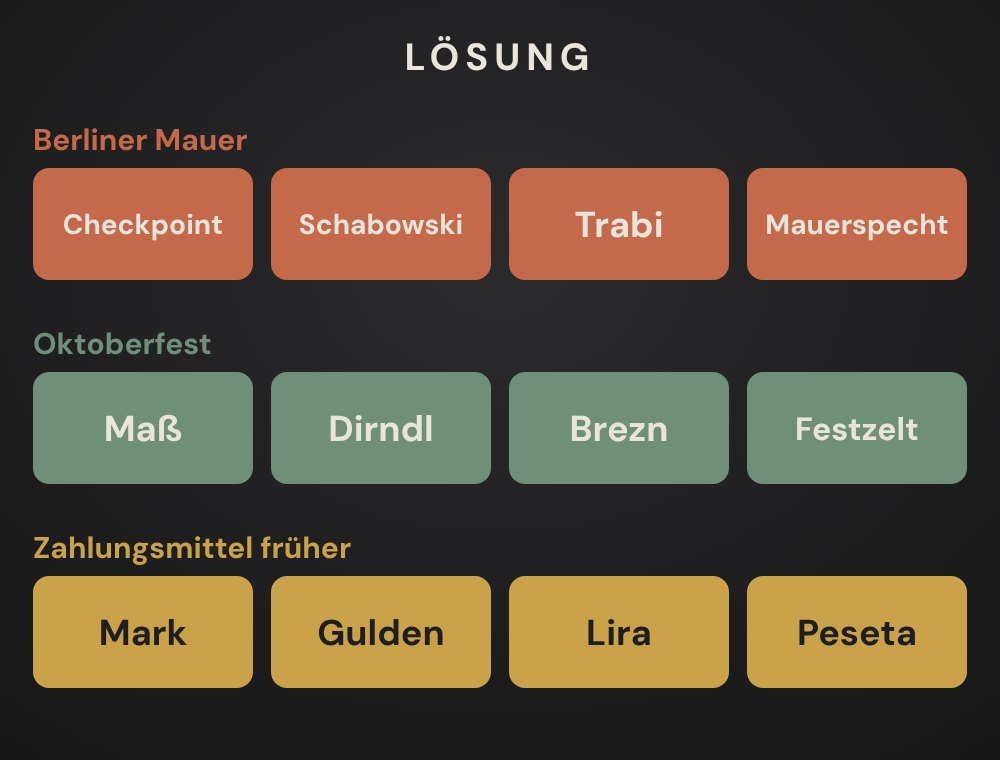 LÖSUNG
Berliner Mauer
Checkpoint Schabowski Trabi Mauerspecht
Oktoberfest
Maß Dirndl Brezn Festzelt
Zahlungsmittel früher
Mark Gulden Lira Peseta